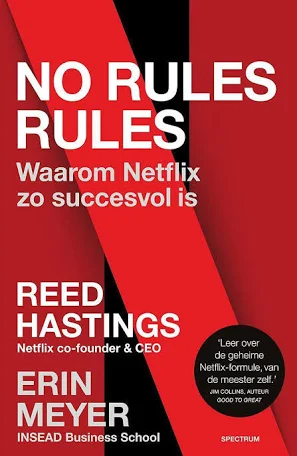 NO RULES
RULES
Waarom Netflix
zo succesvol is
REED
HASTINGS
Netflix co-founder & CEO
ERIN
MEYER
INSEAD Business School
'Leer over
de geheime
Netflix-formule, van
de meester zelf.'
JIM COLLINS, AUTEUR
GOOD TO GREAT
SPECTRUM